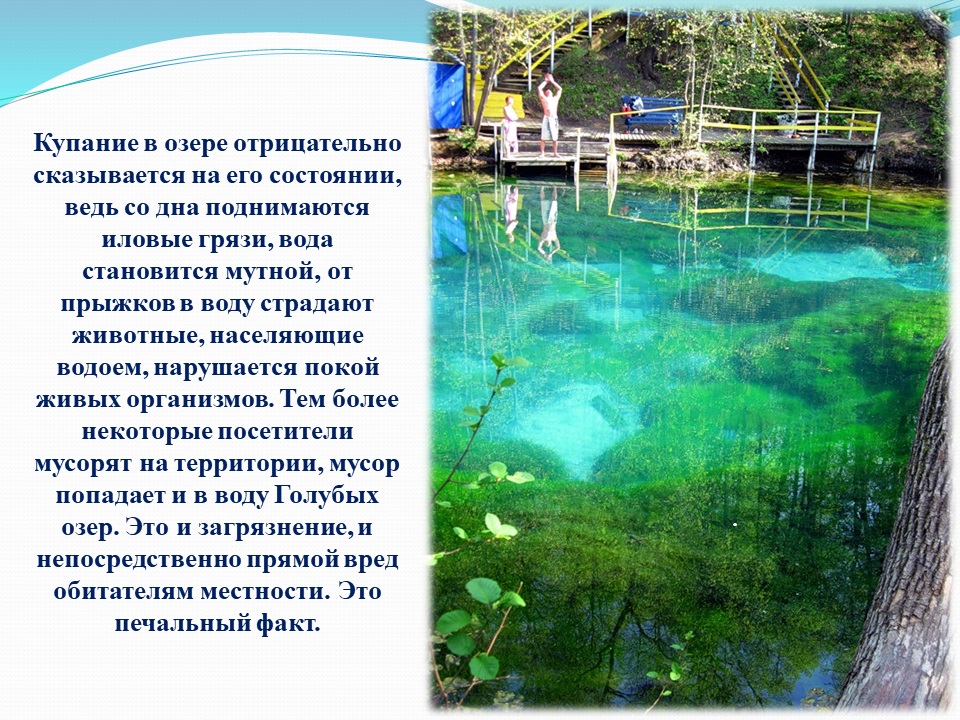 Купание в озере отрицательно
сказывается на его состоянии,
ведь со дна поднимаются
иловые грязи, вода
становится мутной, от
прыжков в воду страдают
животные, населяющие
водоем, нарушается покой
живых организмов. Тем более
некоторые посетители
мусорят на территории, мусор
попадает и в воду Голубых
озер. Это и загрязнение, и
непосредственно прямой вред
обитателям местности. Это
печальный факт.